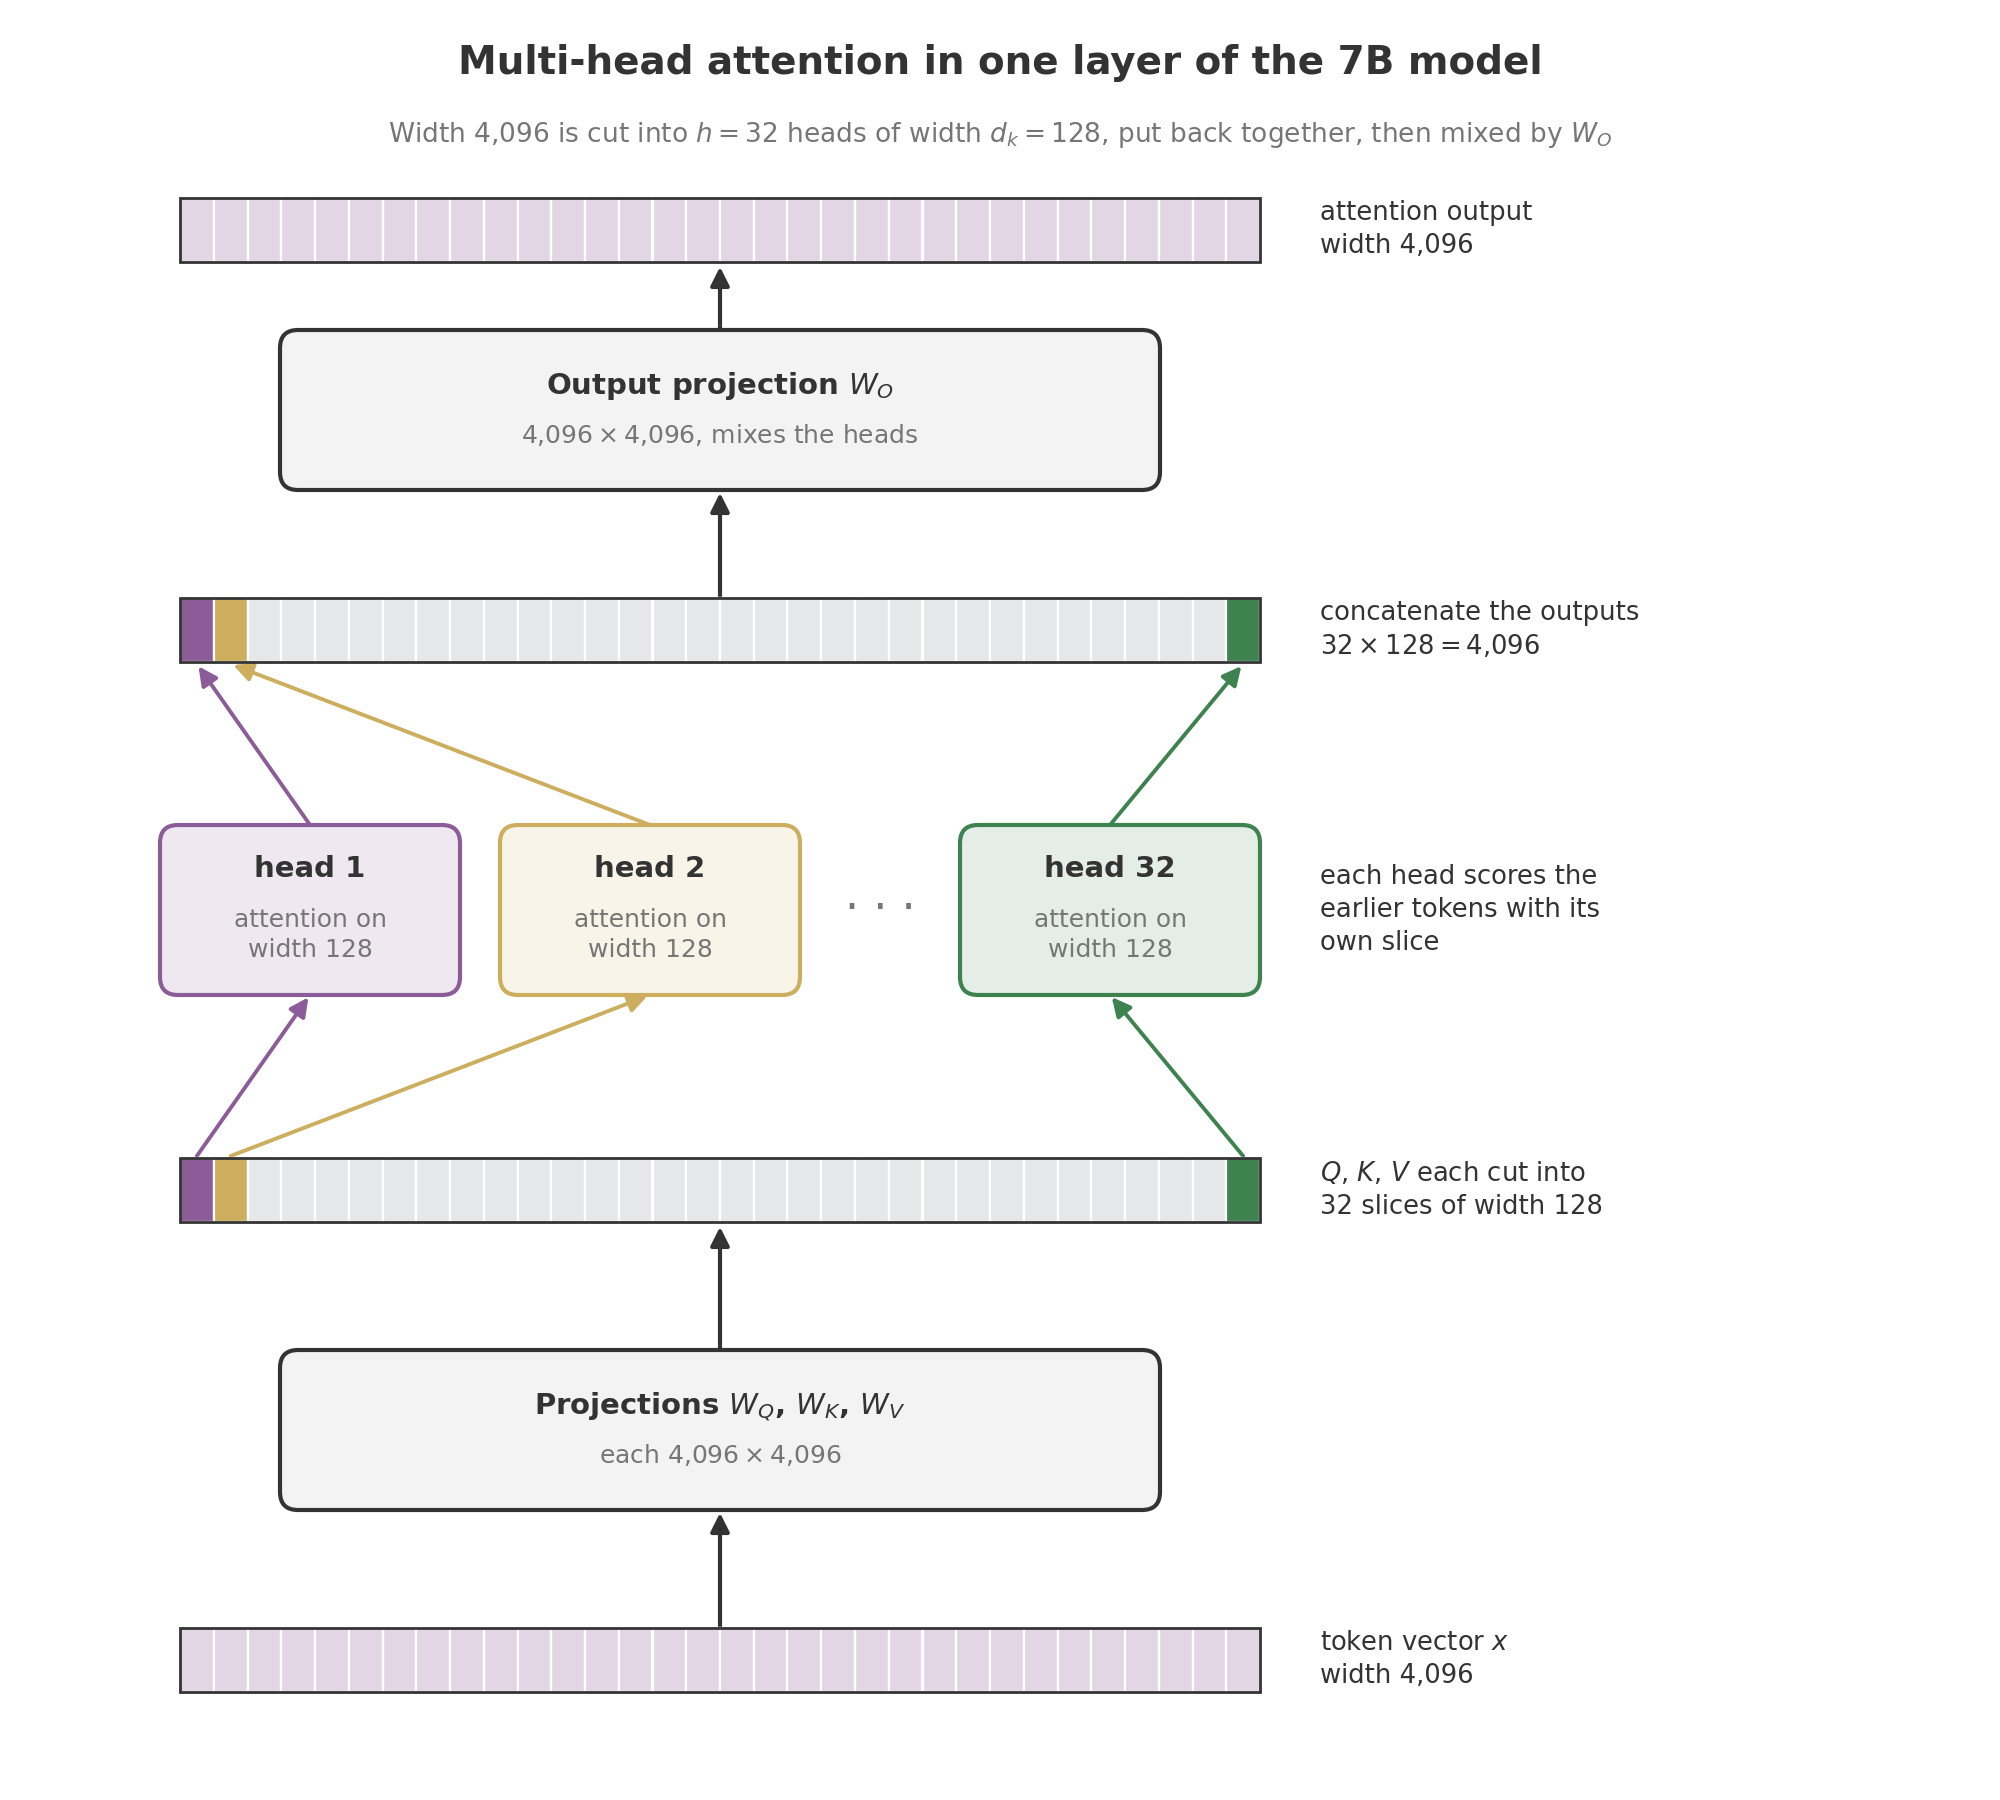 Multi-head attention in one layer of the 7B model
Width 4,096 is cut into h = 32 heads of width d_k = 128, put back together, then mixed by W_O
attention output
width 4,096
Output projection W_O
4,096 × 4,096, mixes the heads
concatenate the outputs
32 × 128 = 4,096
head 1
attention on
width 128
head 2
attention on
width 128
· · ·
head 32
attention on
width 128
each head scores the
earlier tokens with its
own slice
Q, K, V each cut into
32 slices of width 128
Projections W_Q, W_K, W_V
each 4,096 × 4,096
token vector x
width 4,096